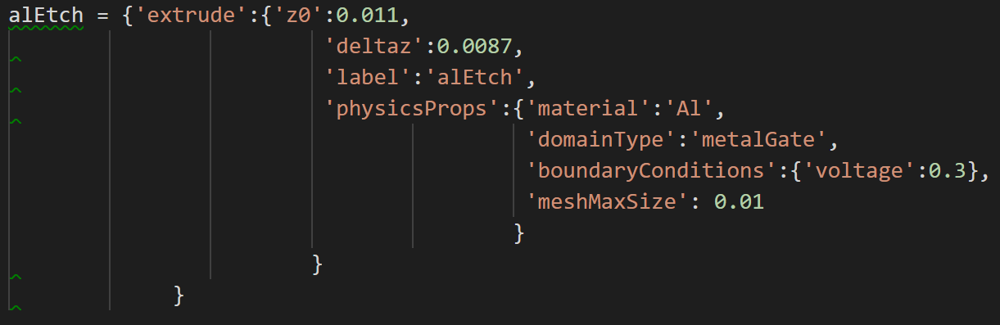 alEtch = {'extrude':{'z0':0.011,
'deltaz':0.0087,
'label':'alEtch',
'physicsProps':{'material':'Al',
'domainType':'metalGate',
'boundaryConditions':{'voltage':0.3},
'meshMaxSize': 0.01
}
}
}